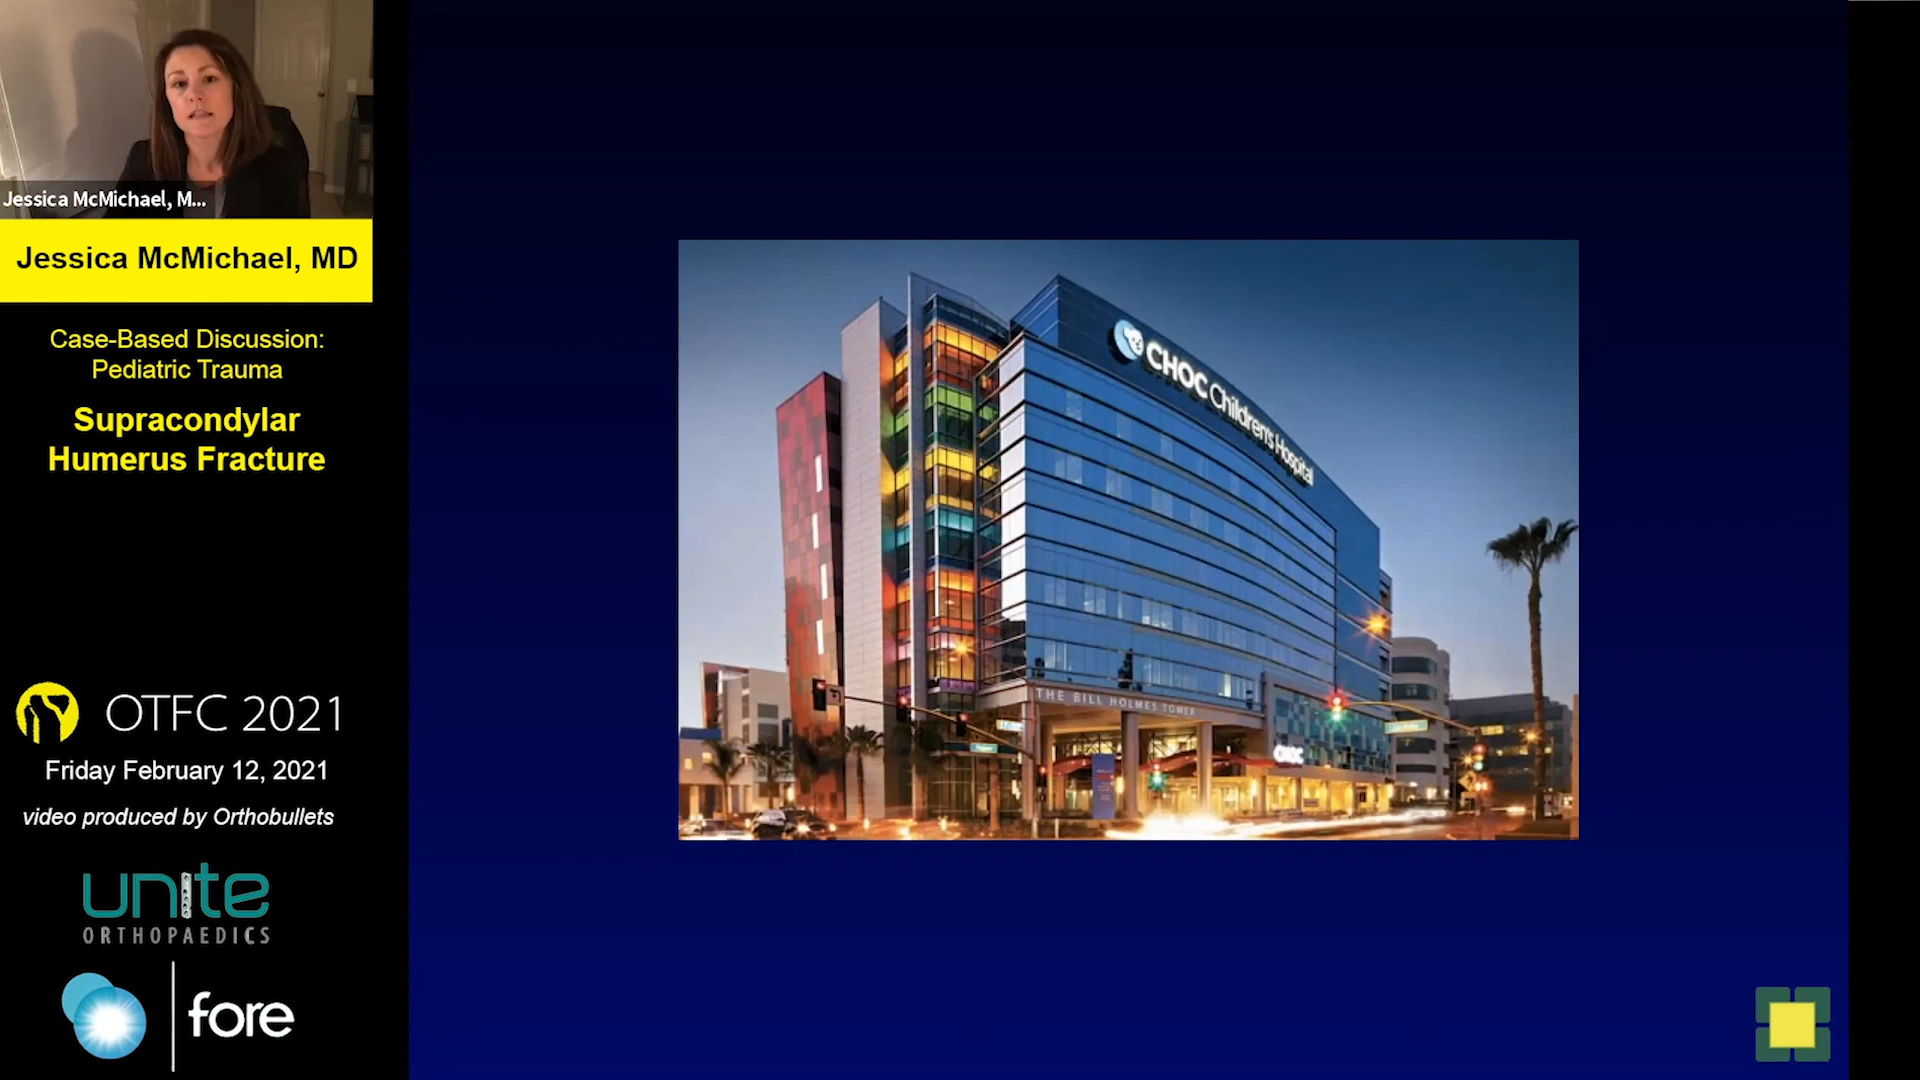 Jessica McMichael, M...
Jessica McMichael, MD
Case-Based Discussion:
Pediatric Trauma
Supracondylar
Humerus Fracture
OTFC 2021
Friday February 12, 2021
video produced by Orthobullets
unite
ORTHOPAEDICS
fore
CHOC Children's Hospital
THE BILL HOLMES TOWER
CHOC